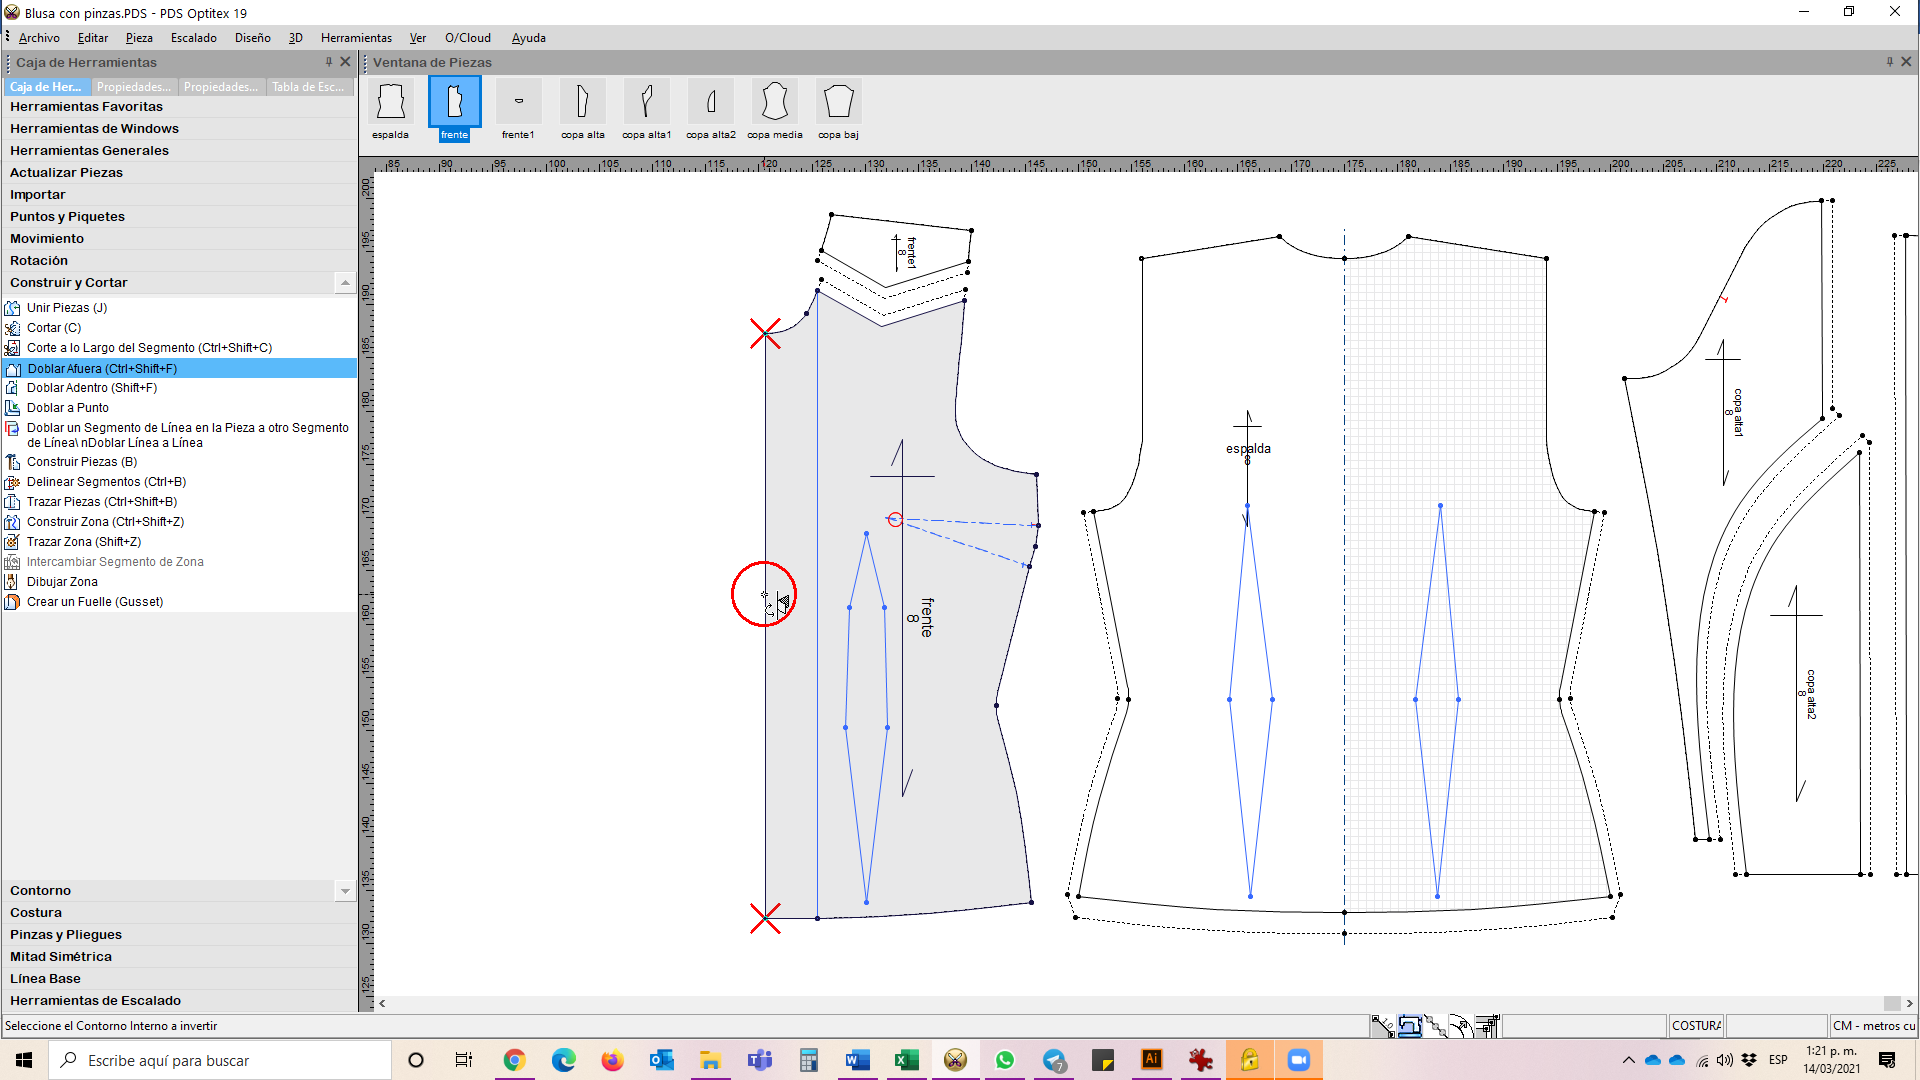 Blusa con pinzas.PDS - PDS Optitex 19
Archivo Editar Pieza Escalado Diseño 3D Herramientas Ver O/Cloud Ayuda
Caja de Herramientas
Ventana de Piezas
Caja de Her... Propiedades... Propiedades... Tabla de Esc...
Herramientas Favoritas
Herramientas de Windows
Herramientas Generales
Actualizar Piezas
Importar
Puntos y Piquetes
Movimiento
Rotación
Construir y Cortar
Unir Piezas (J)
Cortar (C)
Corte a lo Largo del Segmento (Ctrl+Shift+C)
Doblar Afuera (Ctrl+Shift+F)
Doblar Adentro (Shift+F)
Doblar a Punto
Doblar un Segmento de Línea en la Pieza a otro Segmento
de Línea\ nDoblar Línea a Línea
Construir Piezas (B)
Delinear Segmentos (Ctrl+B)
Trazar Piezas (Ctrl+Shift+B)
Construir Zona (Ctrl+Shift+Z)
Trazar Zona (Shift+Z)
Intercambiar Segmento de Zona
Dibujar Zona
Crear un Fuelle (Gusset)
Contorno
Costura
Pinzas y Pliegues
Mitad Simétrica
Línea Base
Herramientas de Escalado
espalda frente frente1 copa alta copa alta1 copa alta2 copa media copa baj
85 90 95 100 105 110 115 120 125 130 135 140 145 150 155 160 165 170 175 180 185 190 195 200 205 210 215 220 225
200
195
190
185
180
175
170
165
160
155
150
145
140
135
130
125
frente1
8
frente
8
espalda
8
copa alta1
8
copa alta2
8
Seleccione el Contorno Interno a invertir
COSTURA
CM - metros cu
Escribe aquí para buscar
7
ESP
1:21 p. m.
14/03/2021